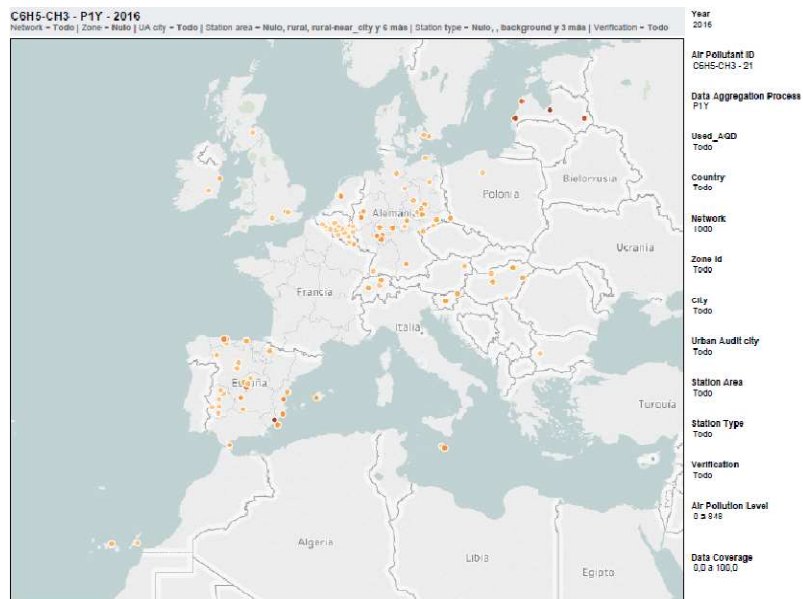 C6H5-CH3 - P1Y - 2016
Network - Todo | Zone - Nulo | UA city - Todo | Station area - Nulo, rural, rural-near_city y 6 más | Station type - Nulo, , background y 3 más | Verification - Todo
Year
2016
Air Pollutant ID
C6H5-CH3 - 21
Data Aggregation Process
P1Y
Used_AQD
Todo
Country
Todo
Network
Todo
Zone Id
Todo
City
Todo
Urban Audit city
Todo
Station Area
Todo
Station Type
Todo
Verification
Todo
Air Pollution Level
Data Coverage
0,0 a 100,0
Bielorrusia
Polonia
Alemani
Ucrania
Francia
Italia
España
Turquía
Argelia
Libia
Egipto